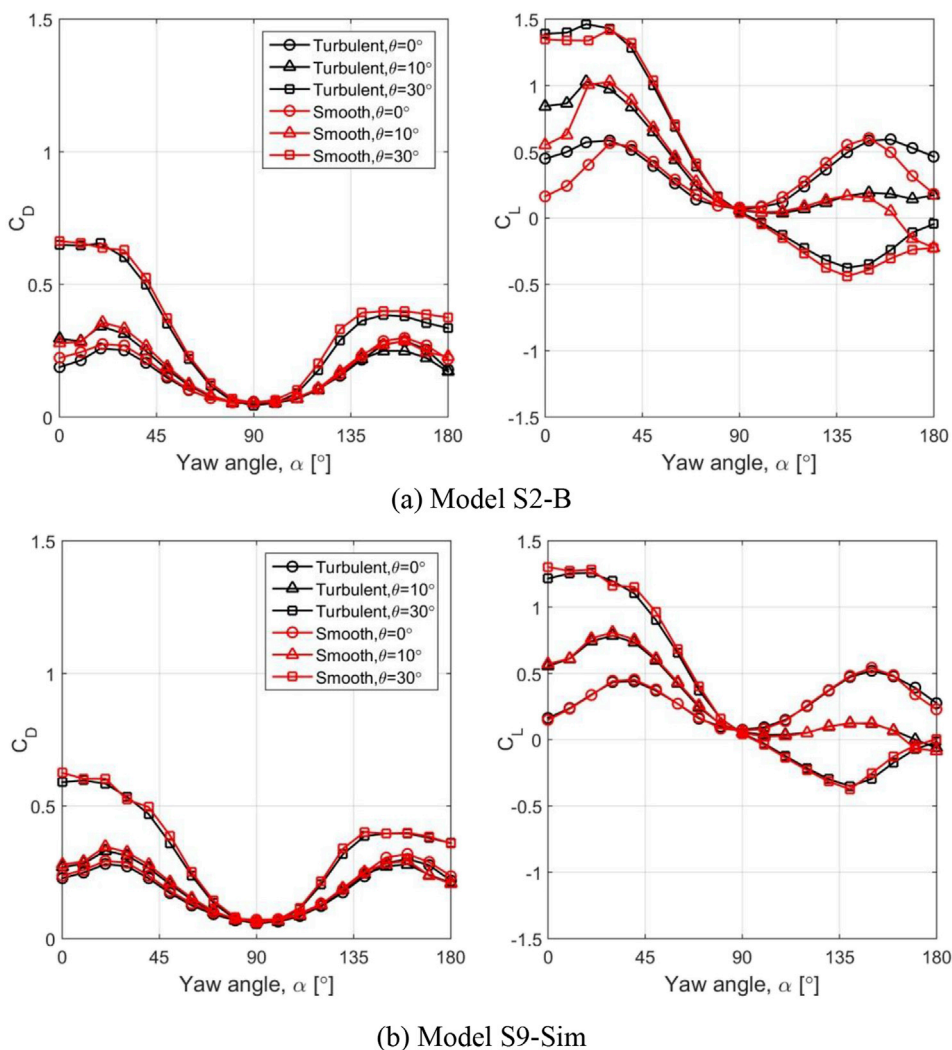 1.5
1
0.5
0
C_D
Turbulent,θ=0°
Turbulent,θ=10°
Turbulent,θ=30°
Smooth,θ=0°
Smooth,θ=10°
Smooth,θ=30°
0 45 90 135 180
Yaw angle, α [°]
1.5
1
0.5
0
-0.5
-1
-1.5
C_L
0 45 90 135 180
Yaw angle, α [°]
(a) Model S2-B
1.5
1
0.5
0
C_D
Turbulent,θ=0°
Turbulent,θ=10°
Turbulent,θ=30°
Smooth,θ=0°
Smooth,θ=10°
Smooth,θ=30°
0 45 90 135 180
Yaw angle, α [°]
1.5
1
0.5
0
-0.5
-1
-1.5
C_L
0 45 90 135 180
Yaw angle, α [°]
(b) Model S9-Sim